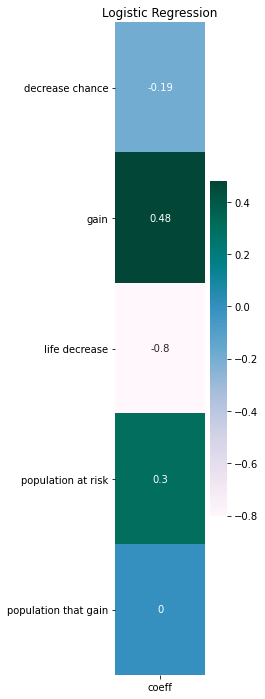 Logistic Regression
decrease chance
-0.19
gain
0.48
life decrease
-0.8
population at risk
0.3
population that gain
0
coeff
0.4
0.2
0.0
−0.2
−0.4
−0.6
−0.8